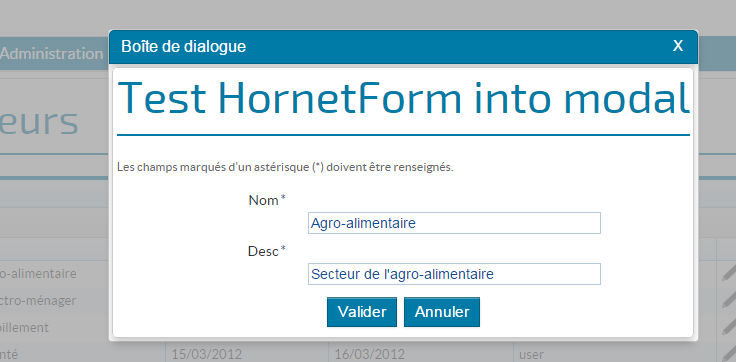 Boîte de dialogue X
Administration
Test HornetForm into modal
eurs
Les champs marqués d'un astérisque (*) doivent être renseignés.
Nom *
Agro-alimentaire
Desc *
o-alimentaire
Secteur de l'agro-alimentaire
ctro-ménager
Valider Annuler
illement
nté 15/03/2012 16/03/2012 user